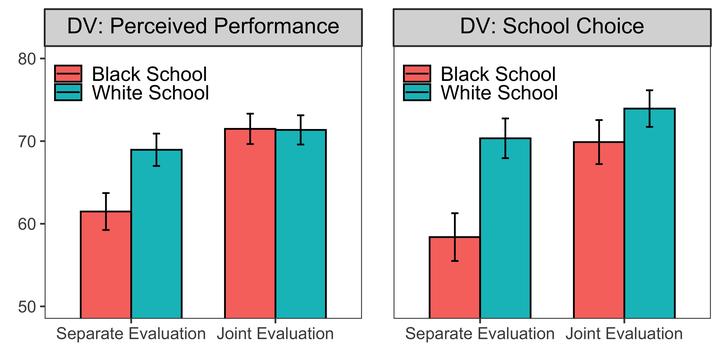 DV: Perceived Performance
DV: School Choice
80
70
60
50
Black School
White School
Black School
White School
Separate Evaluation Joint Evaluation
Separate Evaluation Joint Evaluation